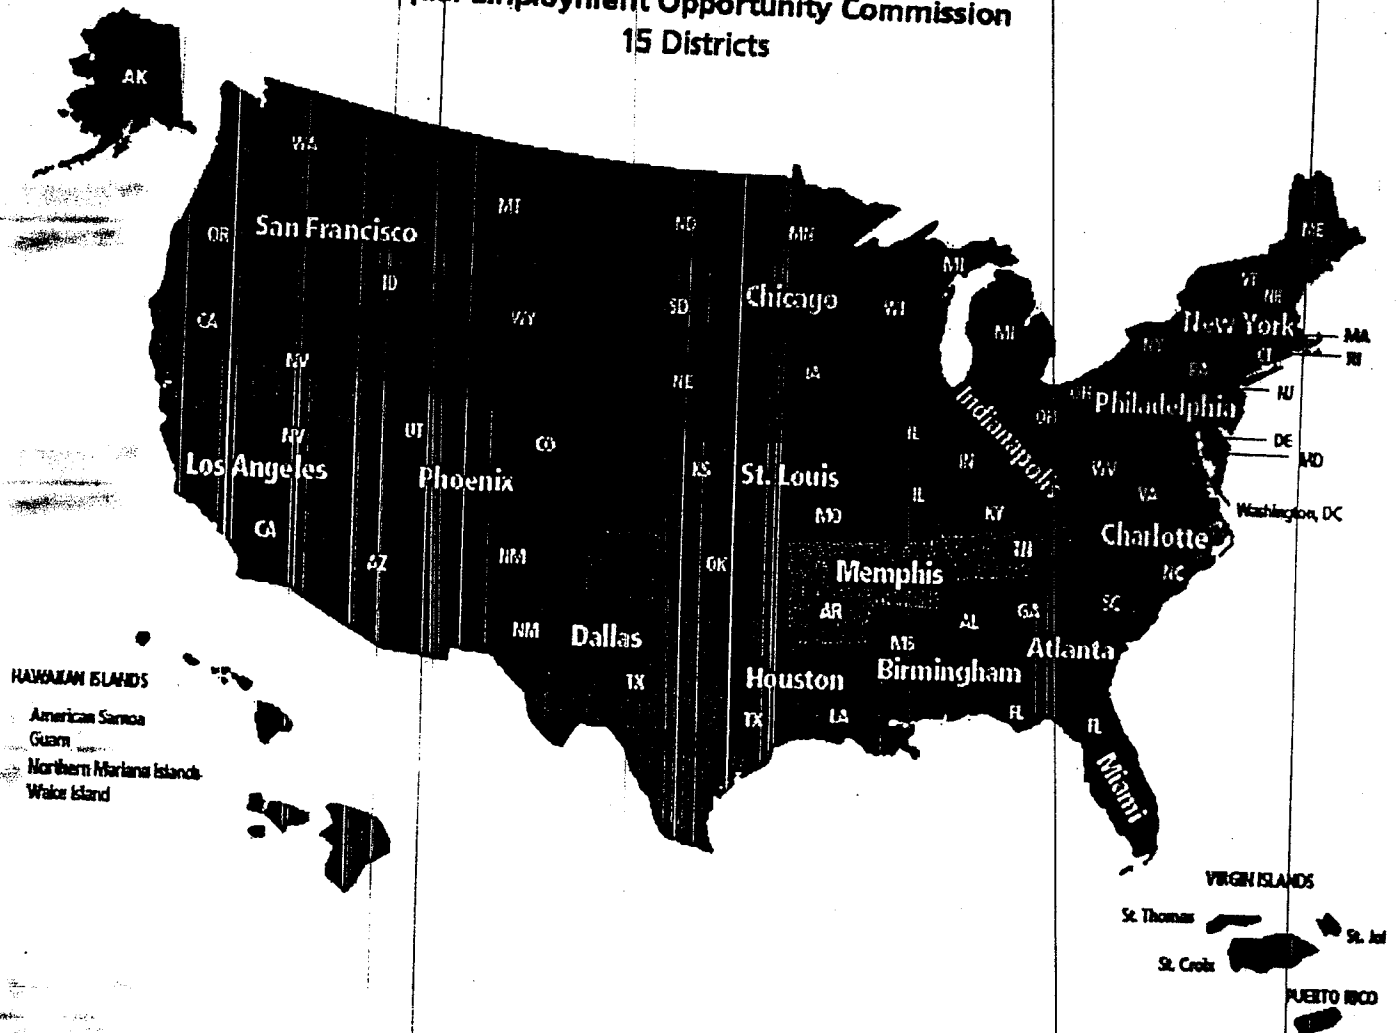 Employment Opportunity Commission
15 Districts
AK
WA
MT
ND
MN
OR
San Francisco
ID
MI
ME
VT
NH
CA
WY
SD
Chicago
WI
MI
New York
MA
RI
NV
NE
IA
NY
CT
PA
NJ
OH
OH
Philadelphia
Indianapolis
NV
UT
CO
IL
DE
MD
Los Angeles
Phoenix
KS
St. Louis
IN
WV
IL
VA
MO
KY
Washington, DC
CA
Charlotte
AZ
NM
OK
TN
Memphis
NC
AR
GA
SC
AL
NM
Dallas
MS
Atlanta
Birmingham
TX
Houston
TX
LA
FL
FL
Miami
HAWAIIAN ISLANDS
American Samoa
Guam
Northern Mariana Islands
Wake Island
VIRGIN ISLANDS
St. Thomas
St. Jo
St. Croix
PUERTO RICO